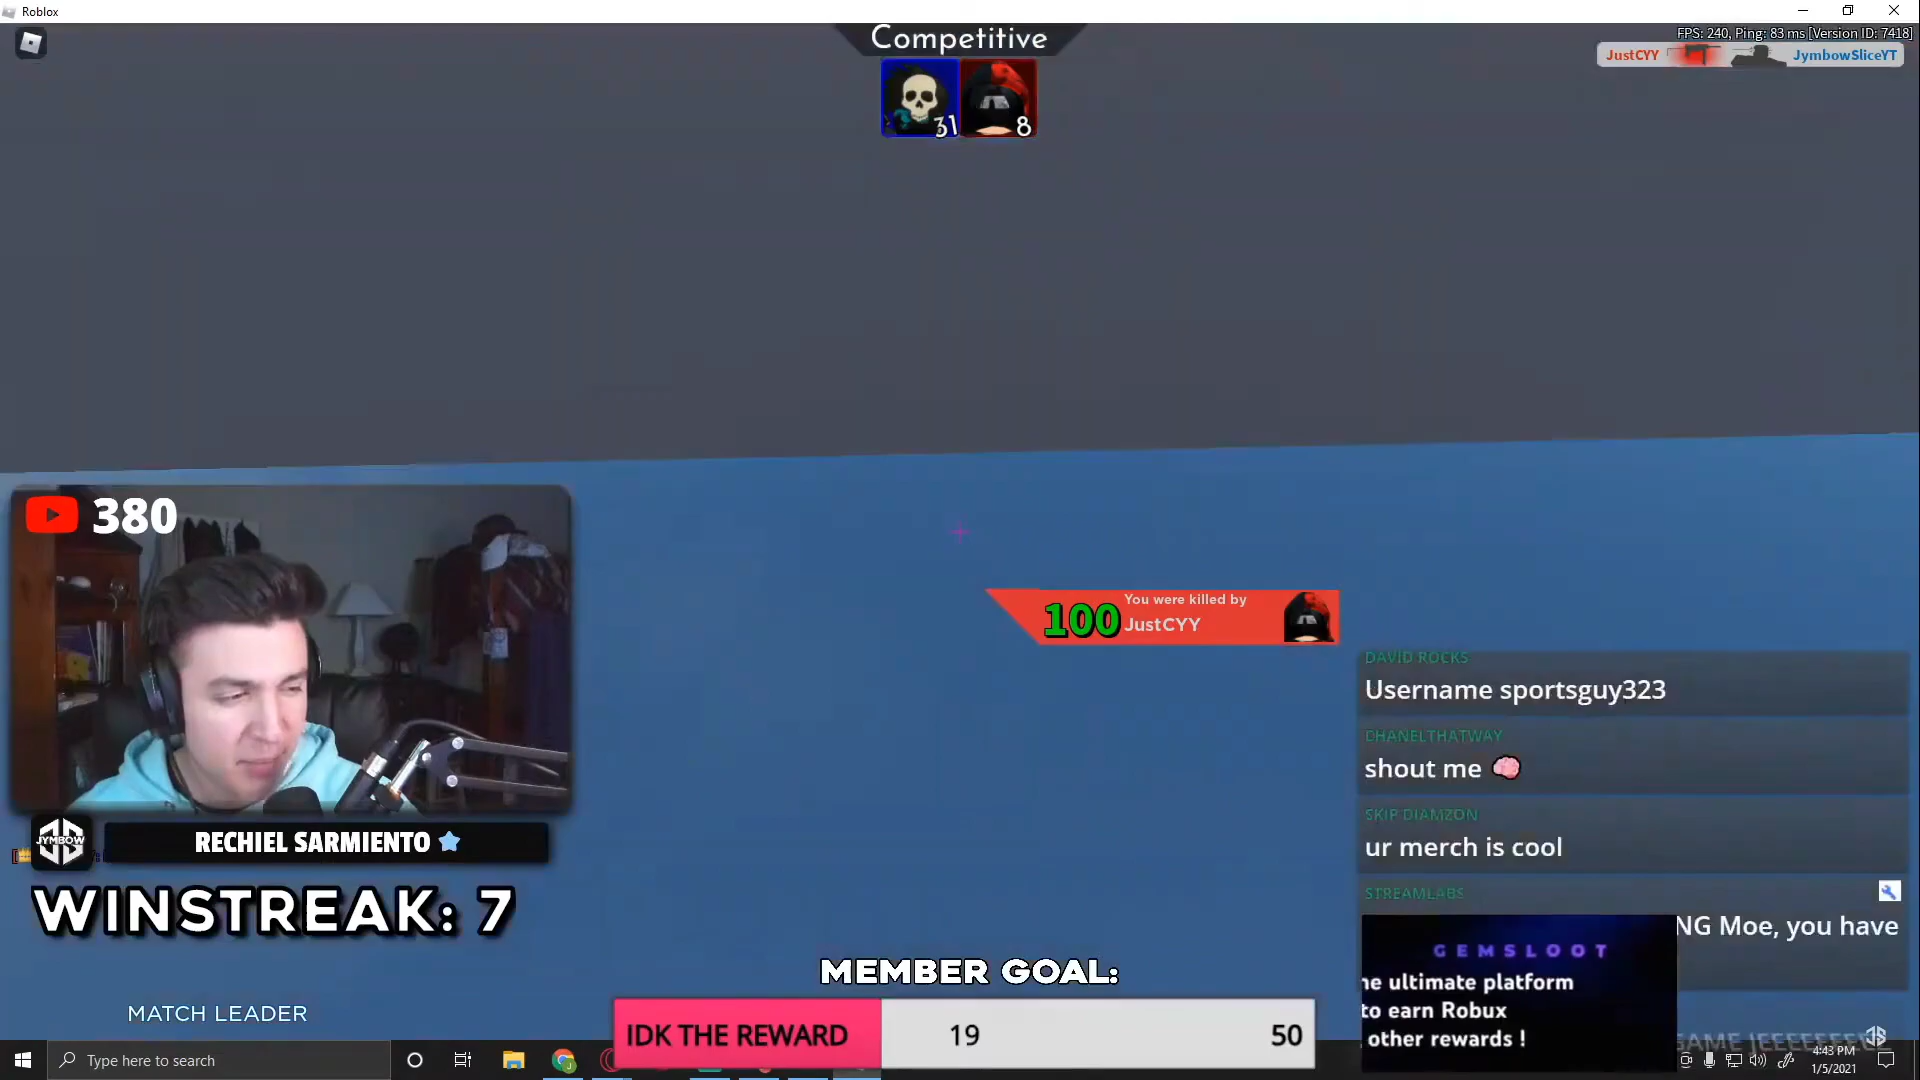 Roblox
Competitive
FPS: 240, Ping: 83 ms [Version ID: 7418]
JustCYY JymbowSliceYT
31 8
380
100 You were killed by
JustCYY
DAVID ROCKS
Username sportsguy323
CHANELTHATWAY
shout me 🧠
SKIP DIAMZON
ur merch is cool
STREAMLABS
NG Moe, you have
JYMBOW
RECHIEL SARMIENTO
WINSTREAK: 7
MATCH LEADER
MEMBER GOAL:
IDK THE REWARD 19 50
GEMSLOOT
he ultimate platform
to earn Robux
other rewards !
Type here to search
4:43 PM
1/5/2021